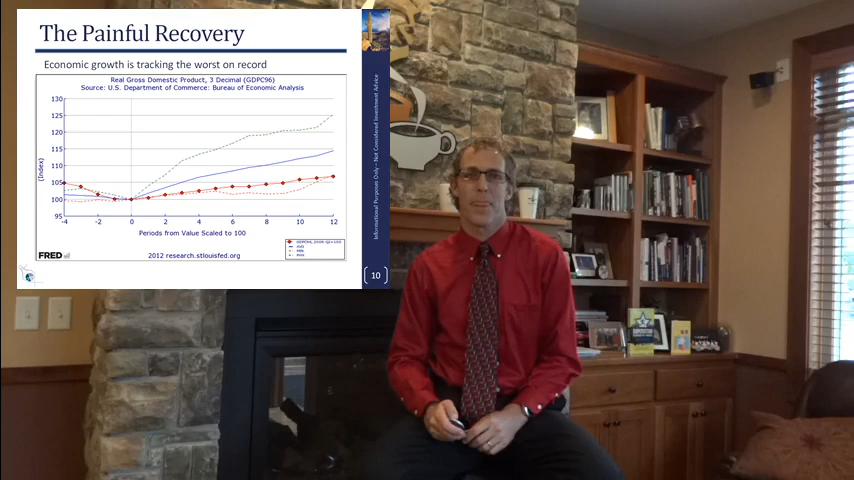 The Painful Recovery
Economic growth is tracking the worst on record
Real Gross Domestic Product, 3 Decimal (GDPC96)
Source: U.S. Department of Commerce: Bureau of Economic Analysis
130
125
120
115
110
105
100
95
(Index)
-4 -2 0 2 4 6 8 10 12
Periods from Value Scaled to 100
FRED
2012 research.stlouisfed.org
Informational Purposes Only – Not Considered Investment Advice
10